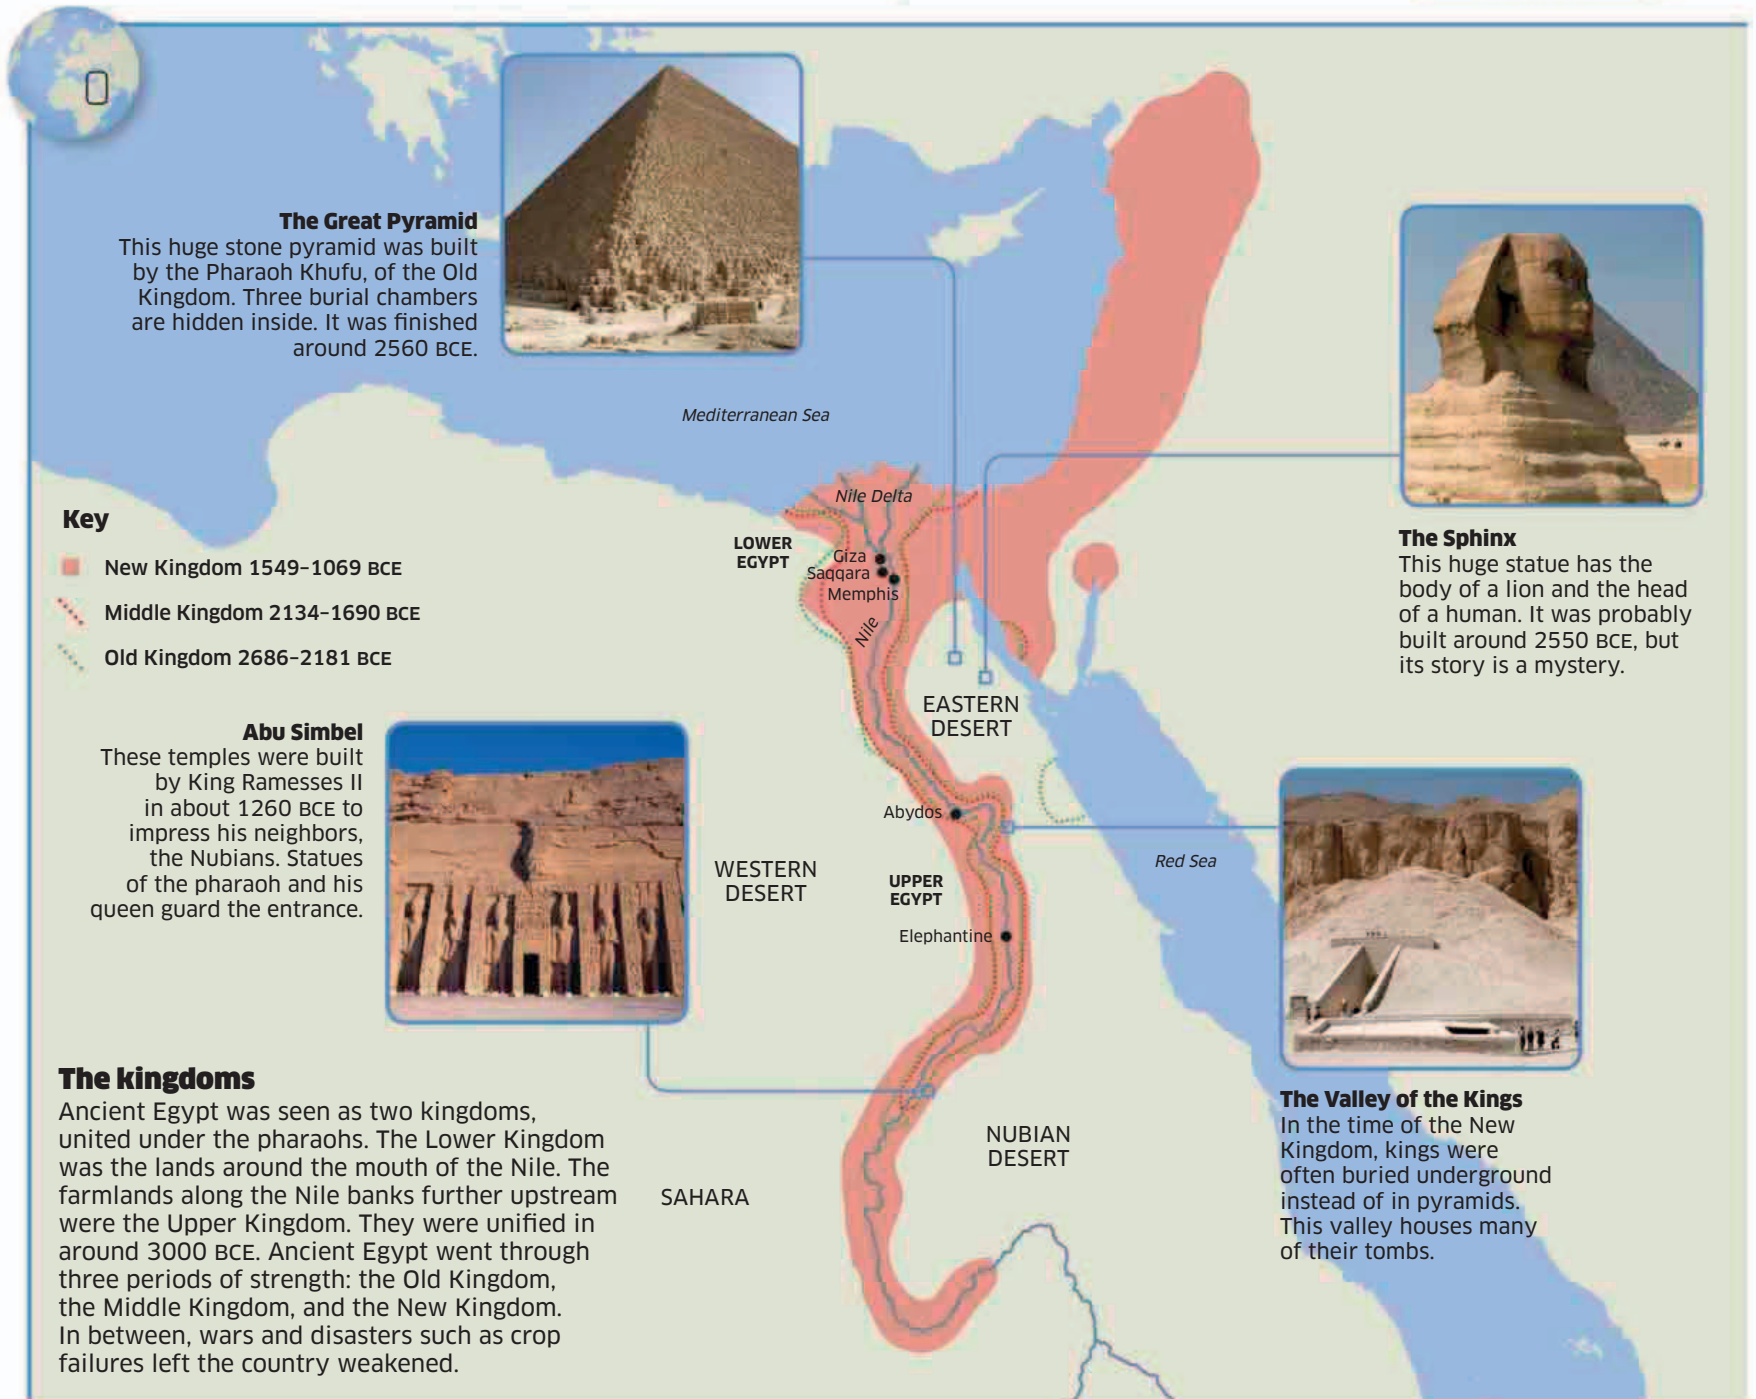 The Great Pyramid
This huge stone pyramid was built
by the Pharaoh Khufu, of the Old
Kingdom. Three burial chambers
are hidden inside. It was finished
around 2560 BCE.
Mediterranean Sea
The Sphinx
This huge statue has the
body of a lion and the head
of a human. It was probably
built around 2550 BCE, but
its story is a mystery.
Key
New Kingdom 1549–1069 BCE
Middle Kingdom 2134–1690 BCE
Old Kingdom 2686–2181 BCE
Nile Delta
LOWER
EGYPT
Giza
Saqqara
Memphis
Nile
EASTERN
DESERT
Abu Simbel
These temples were built
by King Ramesses II
in about 1260 BCE to
impress his neighbors,
the Nubians. Statues
of the pharaoh and his
queen guard the entrance.
Abydos
WESTERN
DESERT
UPPER
EGYPT
Elephantine
Red Sea
The Valley of the Kings
In the time of the New
Kingdom, kings were
often buried underground
instead of in pyramids.
This valley houses many
of their tombs.
The kingdoms
Ancient Egypt was seen as two kingdoms,
united under the pharaohs. The Lower Kingdom
was the lands around the mouth of the Nile. The
farmlands along the Nile banks further upstream
were the Upper Kingdom. They were unified in
around 3000 BCE. Ancient Egypt went through
three periods of strength: the Old Kingdom,
the Middle Kingdom, and the New Kingdom.
In between, wars and disasters such as crop
failures left the country weakened.
SAHARA
NUBIAN
DESERT